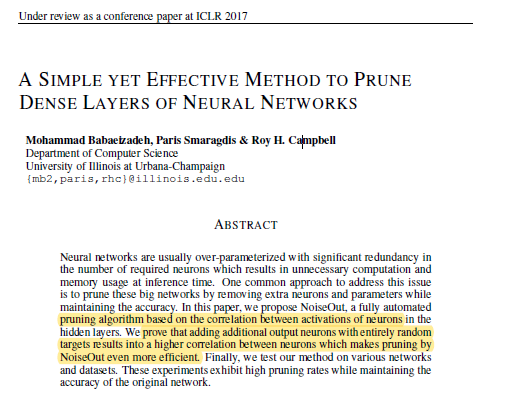 Under review as a conference paper at ICLR 2017
A SIMPLE YET EFFECTIVE METHOD TO PRUNE
DENSE LAYERS OF NEURAL NETWORKS
Mohammad Babaeizadeh, Paris Smaragdis & Roy H. Campbell
Department of Computer Science
University of Illinois at Urbana-Champaign
{mb2,paris,rhc}@illinois.edu.edu
ABSTRACT
Neural networks are usually over-parameterized with significant redundancy in
the number of required neurons which results in unnecessary computation and
memory usage at inference time. One common approach to address this issue
is to prune these big networks by removing extra neurons and parameters while
maintaining the accuracy. In this paper, we propose NoiseOut, a fully automated
pruning algorithm based on the correlation between activations of neurons in the
hidden layers. We prove that adding additional output neurons with entirely random
targets results into a higher correlation between neurons which makes pruning by
NoiseOut even more efficient. Finally, we test our method on various networks
and datasets. These experiments exhibit high pruning rates while maintaining the
accuracy of the original network.